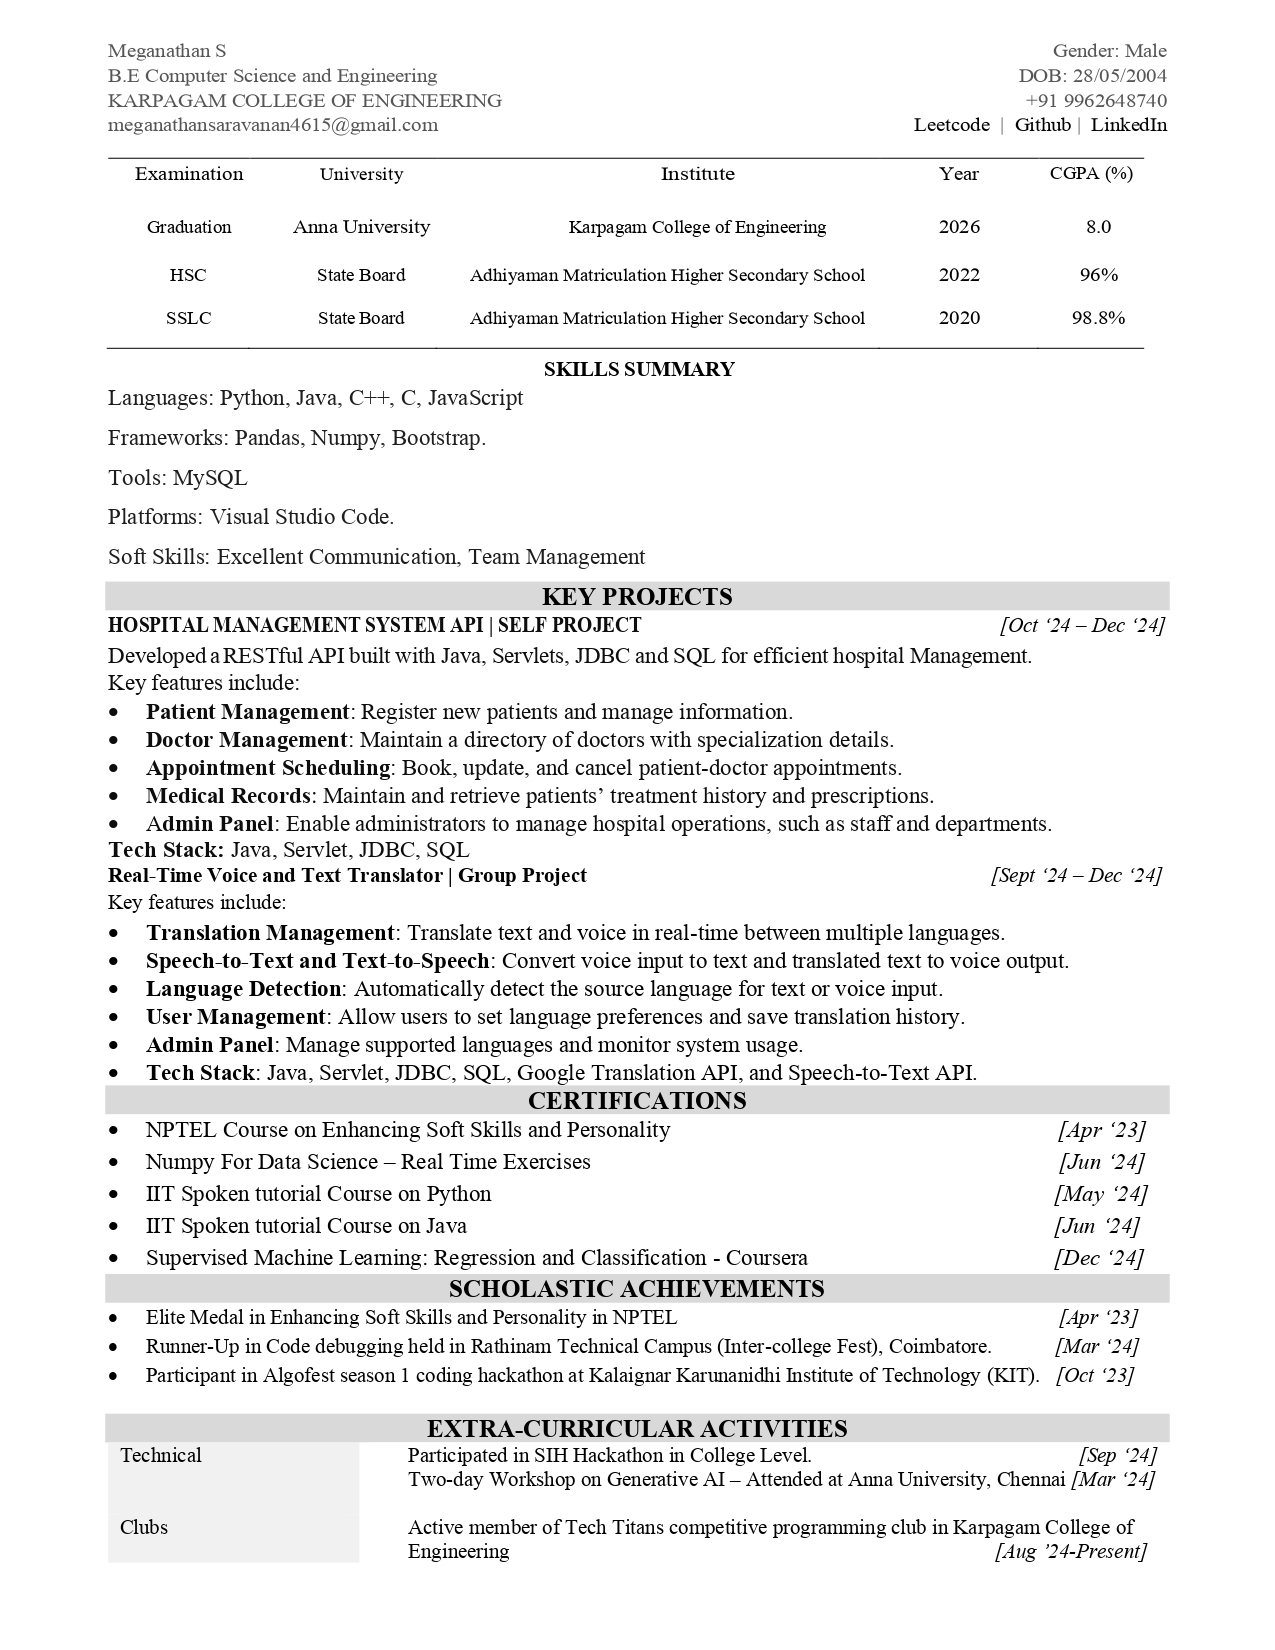 Meganathan S
Gender: Male
B.E Computer Science and Engineering
DOB: 28/05/2004
KARPAGAM COLLEGE OF ENGINEERING
+91 9962648740
meganathansaravanan4615@gmail.com
Leetcode | Github | LinkedIn
Examination University Institute Year CGPA (%)
Graduation Anna University Karpagam College of Engineering 2026 8.0
HSC State Board Adhiyaman Matriculation Higher Secondary School 2022 96%
SSLC State Board Adhiyaman Matriculation Higher Secondary School 2020 98.8%
SKILLS SUMMARY
Languages: Python, Java, C++, C, JavaScript
Frameworks: Pandas, Numpy, Bootstrap.
Tools: MySQL
Platforms: Visual Studio Code.
Soft Skills: Excellent Communication, Team Management
KEY PROJECTS
HOSPITAL MANAGEMENT SYSTEM API | SELF PROJECT [Oct ‘24 – Dec ‘24]
Developed a RESTful API built with Java, Servlets, JDBC and SQL for efficient hospital Management.
Key features include:
• Patient Management: Register new patients and manage information.
• Doctor Management: Maintain a directory of doctors with specialization details.
• Appointment Scheduling: Book, update, and cancel patient-doctor appointments.
• Medical Records: Maintain and retrieve patients’ treatment history and prescriptions.
• Admin Panel: Enable administrators to manage hospital operations, such as staff and departments.
Tech Stack: Java, Servlet, JDBC, SQL
Real-Time Voice and Text Translator | Group Project [Sept ‘24 – Dec ‘24]
Key features include:
• Translation Management: Translate text and voice in real-time between multiple languages.
• Speech-to-Text and Text-to-Speech: Convert voice input to text and translated text to voice output.
• Language Detection: Automatically detect the source language for text or voice input.
• User Management: Allow users to set language preferences and save translation history.
• Admin Panel: Manage supported languages and monitor system usage.
• Tech Stack: Java, Servlet, JDBC, SQL, Google Translation API, and Speech-to-Text API.
CERTIFICATIONS
• NPTEL Course on Enhancing Soft Skills and Personality [Apr ‘23]
• Numpy For Data Science – Real Time Exercises [Jun ‘24]
• IIT Spoken tutorial Course on Python [May ‘24]
• IIT Spoken tutorial Course on Java [Jun ‘24]
• Supervised Machine Learning: Regression and Classification - Coursera [Dec ‘24]
SCHOLASTIC ACHIEVEMENTS
• Elite Medal in Enhancing Soft Skills and Personality in NPTEL [Apr ‘23]
• Runner-Up in Code debugging held in Rathinam Technical Campus (Inter-college Fest), Coimbatore. [Mar ‘24]
• Participant in Algofest season 1 coding hackathon at Kalaignar Karunanidhi Institute of Technology (KIT). [Oct ‘23]
EXTRA-CURRICULAR ACTIVITIES
Technical Participated in SIH Hackathon in College Level. [Sep ‘24]
Two-day Workshop on Generative AI – Attended at Anna University, Chennai [Mar ‘24]
Clubs Active member of Tech Titans competitive programming club in Karpagam College of
Engineering [Aug ’24-Present]